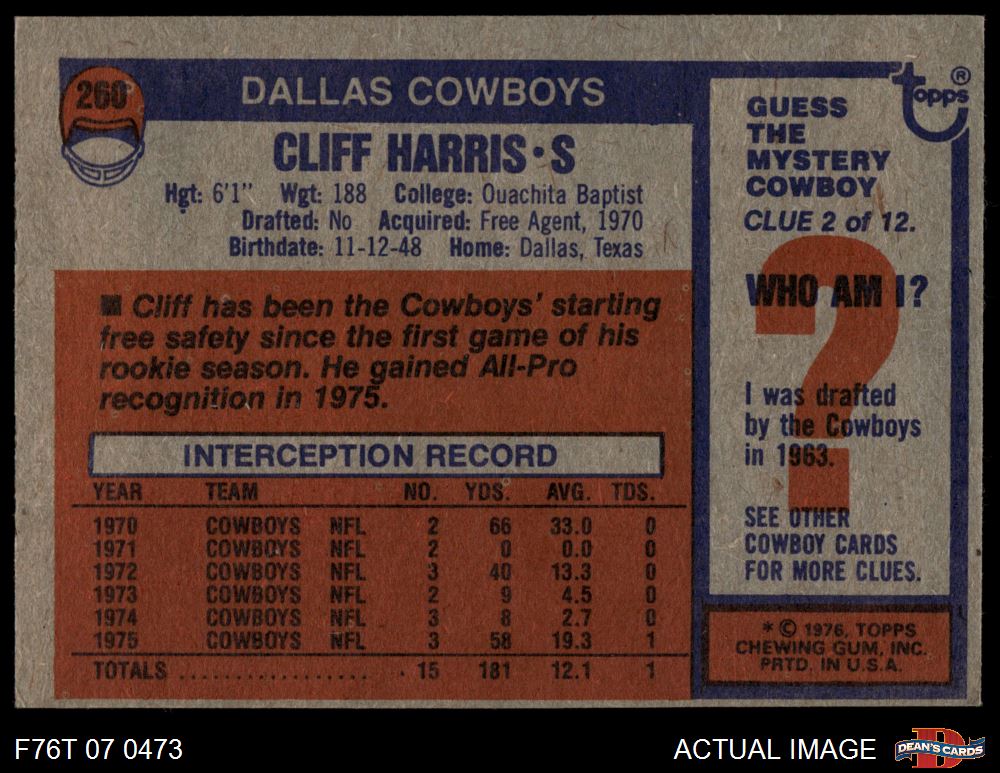 260
DALLAS COWBOYS
CLIFF HARRIS • S
Hgt: 6'1" Wgt: 188 College: Ouachita Baptist
Drafted: No Acquired: Free Agent, 1970
Birthdate: 11-12-48 Home: Dallas, Texas
■ Cliff has been the Cowboys' starting
free safety since the first game of his
rookie season. He gained All-Pro
recognition in 1975.
INTERCEPTION RECORD
YEAR TEAM NO. YDS. AVG. TDS.
1970 COWBOYS NFL 2 66 33.0 0
1971 COWBOYS NFL 2 0 0.0 0
1972 COWBOYS NFL 3 40 13.3 0
1973 COWBOYS NFL 2 9 4.5 0
1974 COWBOYS NFL 3 8 2.7 0
1975 COWBOYS NFL 3 58 19.3 1
TOTALS .................. 15 181 12.1 1
Topps ®
GUESS
THE
MYSTERY
COWBOY
CLUE 2 of 12.
?
WHO AM I?
I was drafted
by the Cowboys
in 1963.
SEE OTHER
COWBOY CARDS
FOR MORE CLUES.
* © 1976, TOPPS
CHEWING GUM, INC.
PRTD. IN U.S.A.
F76T 07 0473
ACTUAL IMAGE
D
DEAN'S CARDS